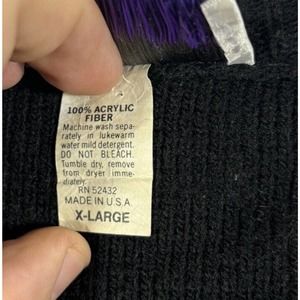 100% ACRYLIC
FIBER
Machine wash sepa-
rately in lukewarm
water mild detergent.
DO NOT BLEACH.
Tumble dry, remove
from dryer imme-
diately.
RN 52432
MADE IN U.S.A
X-LARGE